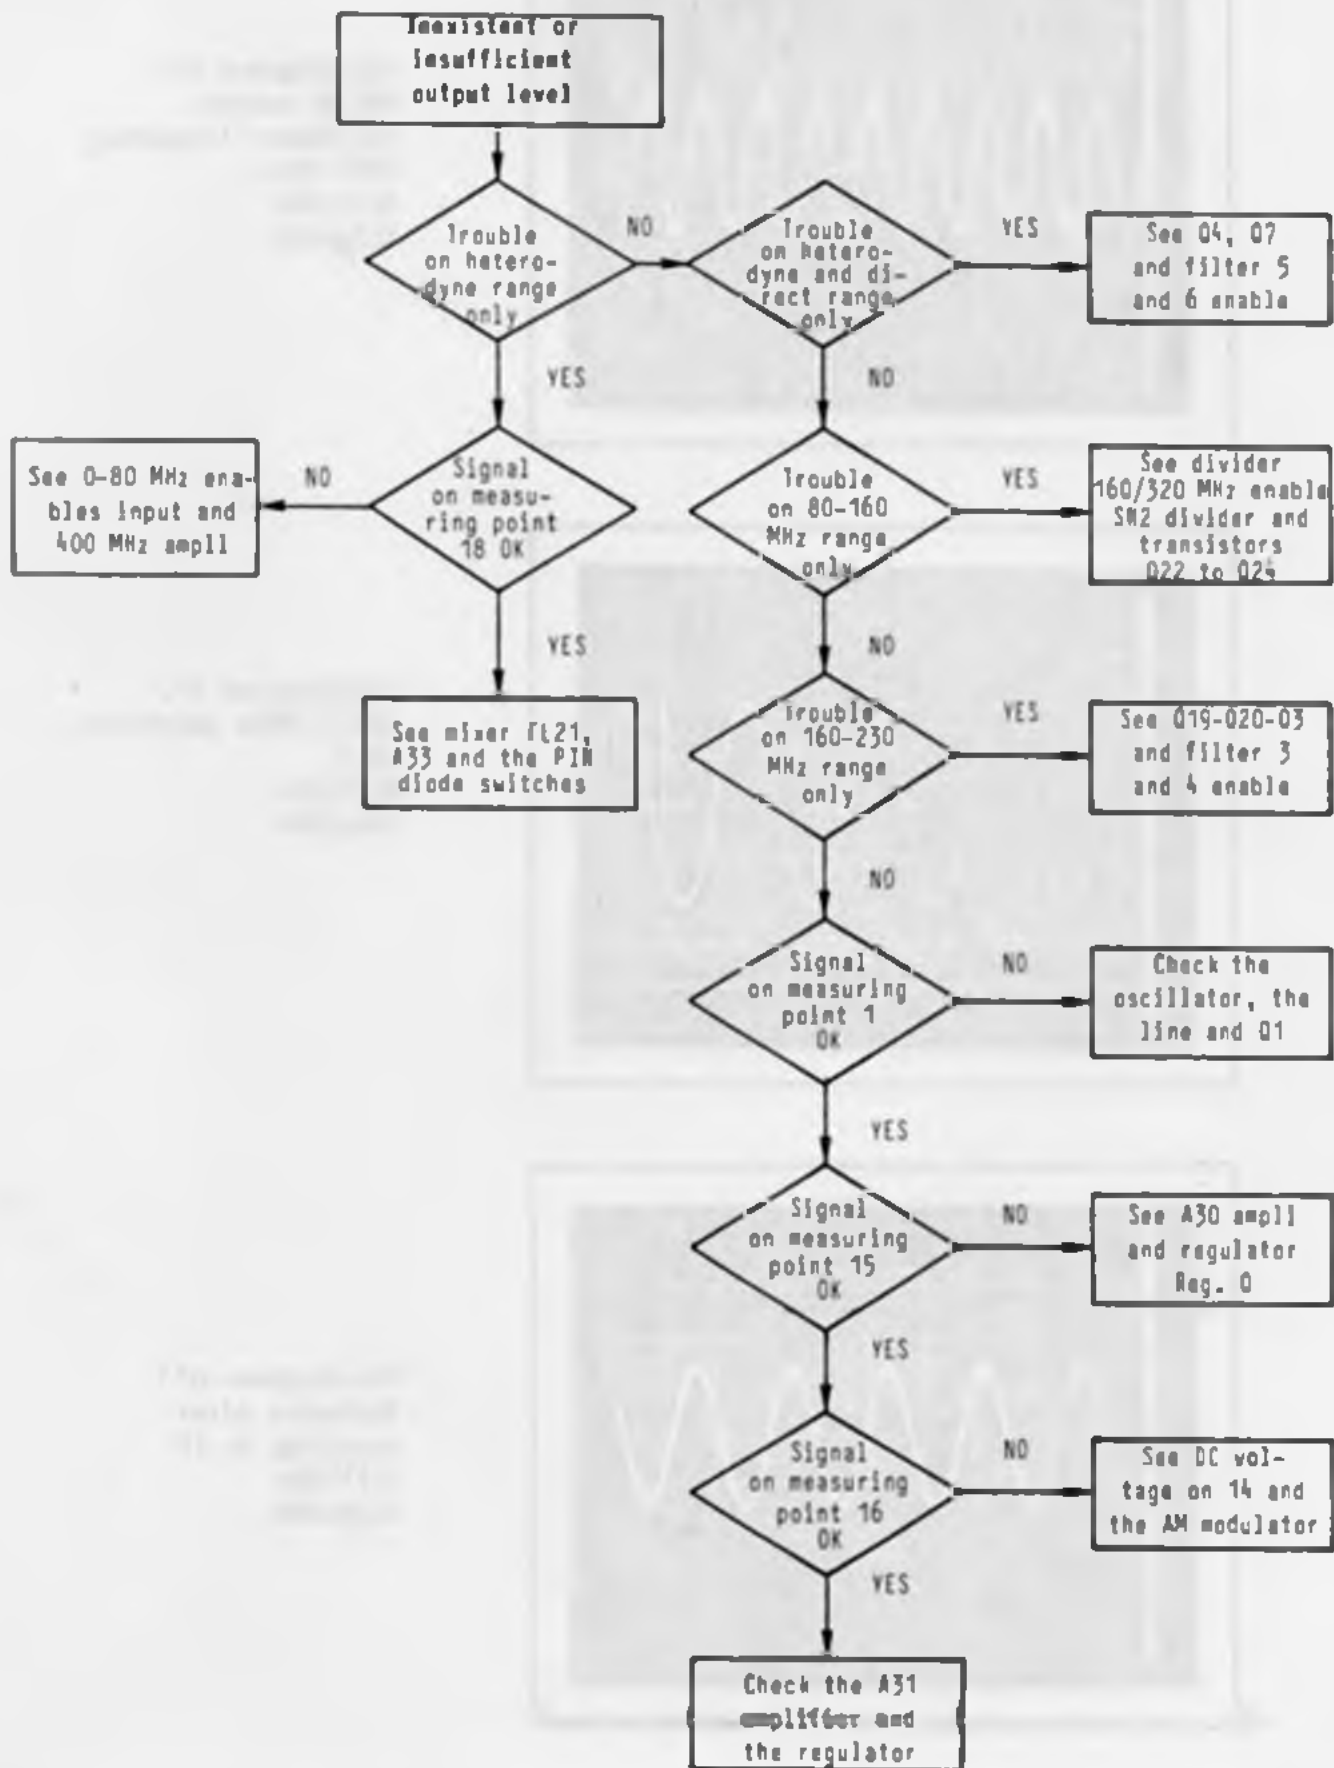 Inexistent or
insufficient
output level
Trouble
on hetero-
dyne range
only
NO
Trouble
on hetero-
dyne and di-
rect range
only
YES
See Q4, Q7
and filter 5
and 6 enable
YES
NO
See 0-80 MHz ena-
bles input and
400 MHz ampli
NO
Signal
on measu-
ring point
18 OK
Trouble
on 80-160
MHz range
only
YES
See divider
160/320 MHz enable
SN2 divider and
transistors
Q22 to Q24
YES
NO
See mixer FL21,
A33 and the PIN
diode switches
Trouble
on 160-230
MHz range
only
YES
See Q19-Q20-Q3
and filter 3
and 4 enable
NO
Signal
on measuring
point 1
OK
NO
Check the
oscillator, the
line and Q1
YES
Signal
on measuring
point 15
OK
NO
See A30 ampli
and regulator
Reg. 0
YES
Signal
on measuring
point 16
OK
NO
See DC vol-
tage on 14 and
the AM modulator
YES
Check the A31
amplifier and
the regulator